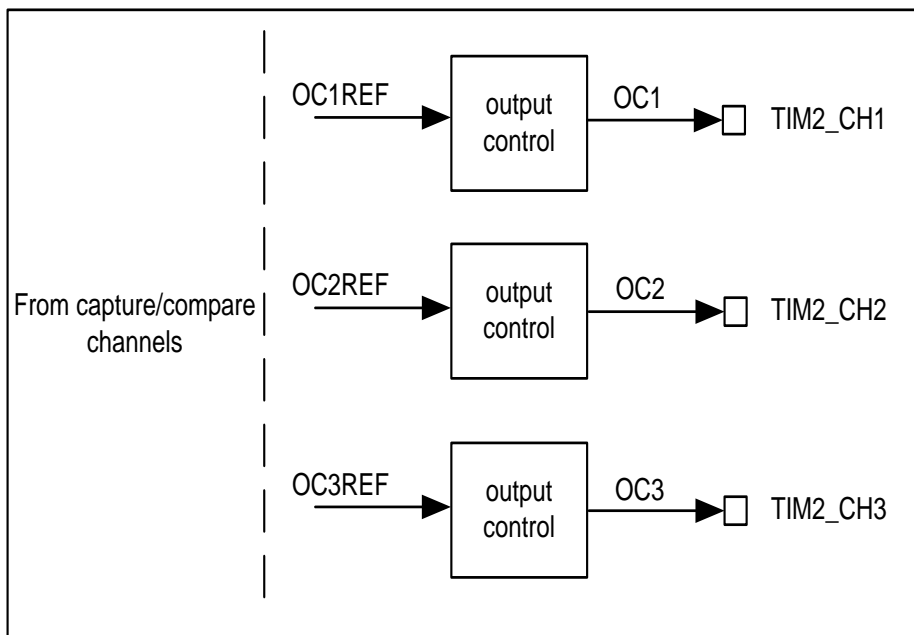 OC1REF
output
control
OC1
TIM2_CH1
From capture/compare
channels
OC2REF
output
control
OC2
TIM2_CH2
OC3REF
output
control
OC3
TIM2_CH3